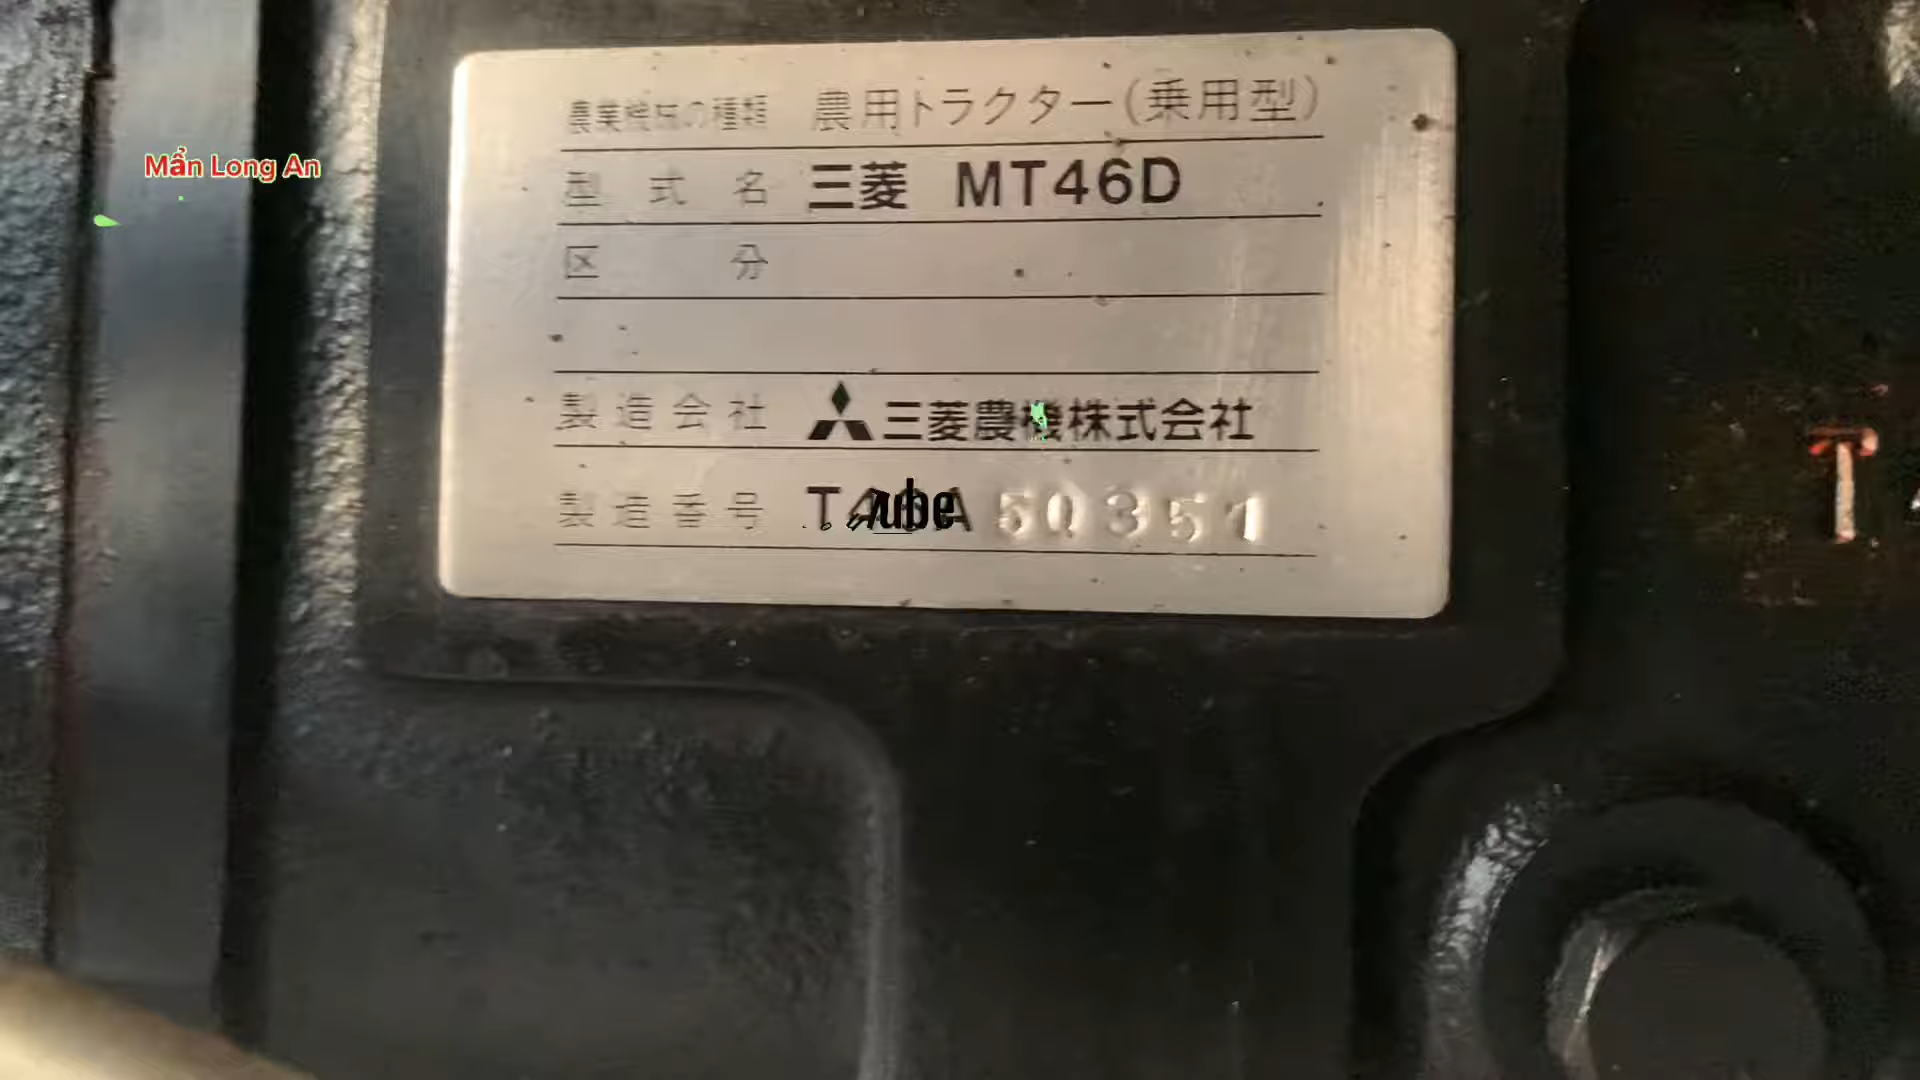 Mẩn Long An
農業機械の種類 農用トラクター(乗用型)
型式名 三菱 MT46D
区分
製造会社 三菱農機株式会社
製造番号 50351
T